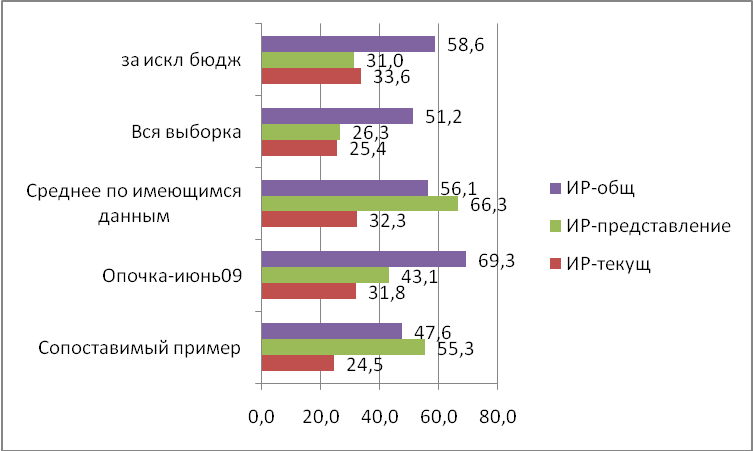 за искл бюдж
58,6
31,0
33,6
Вся выборка
51,2
26,3
25,4
Среднее по имеющимся
данным
56,1
66,3
32,3
Опочка-июнь09
69,3
43,1
31,8
Сопоставимый пример
47,6
55,3
24,5
0,0 20,0 40,0 60,0 80,0
ИР-общ
ИР-представление
ИР-текущ